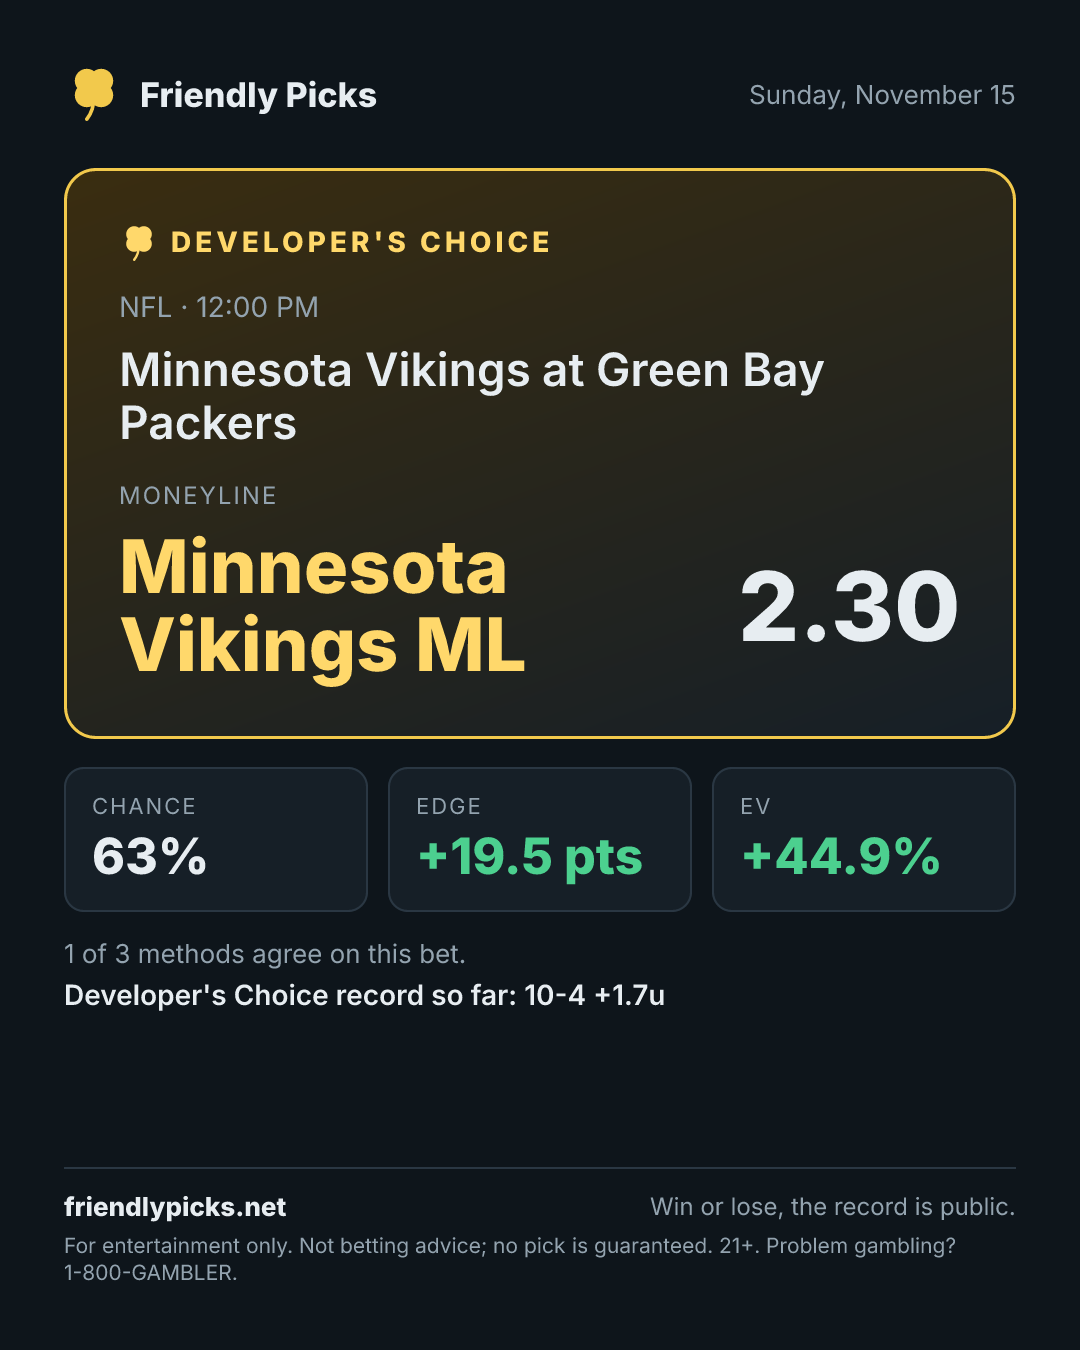 Friendly Picks
Sunday, November 15
DEVELOPER'S CHOICE
NFL · 12:00 PM
Minnesota Vikings at Green Bay
Packers
MONEYLINE
Minnesota
Vikings ML
2.30
CHANCE
63%
EDGE
+19.5 pts
EV
+44.9%
1 of 3 methods agree on this bet.
Developer's Choice record so far: 10-4 +1.7u
friendlypicks.net
Win or lose, the record is public.
For entertainment only. Not betting advice; no pick is guaranteed. 21+. Problem gambling?
1-800-GAMBLER.